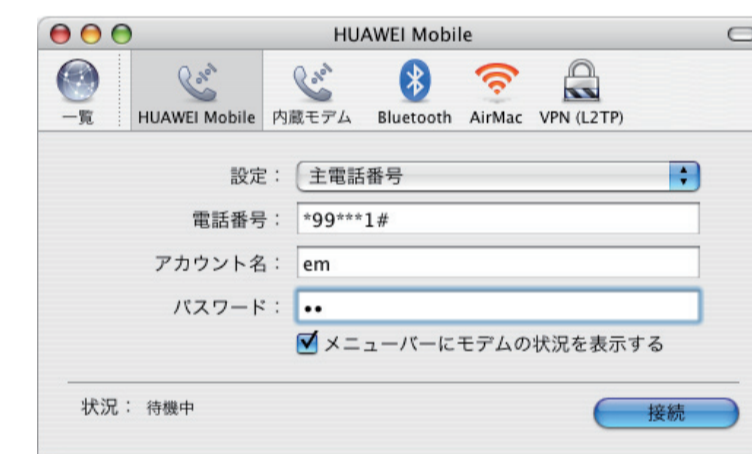 HUAWEI Mobile
一覧 HUAWEI Mobile 内蔵モデム Bluetooth AirMac VPN (L2TP)
設定： 主電話番号
電話番号： *99***1#
アカウント名： em
パスワード： ••
メニューバーにモデムの状況を表示する
状況： 待機中 接続